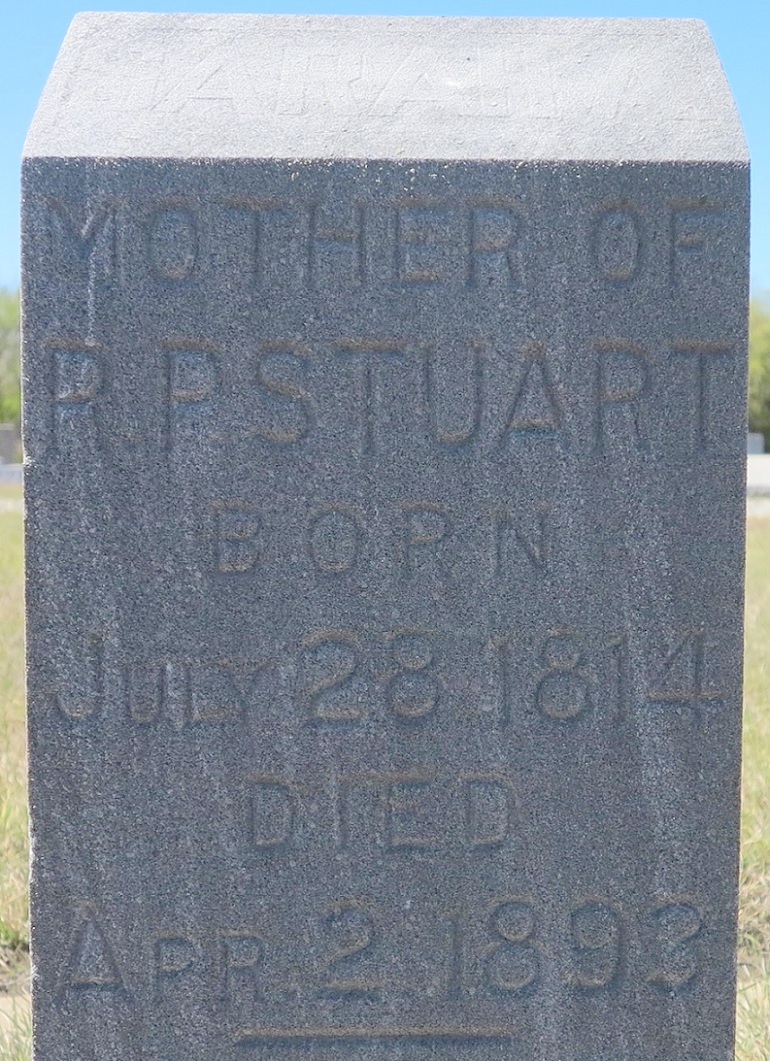 MOTHER OF
R.P. STUART
BORN
JULY 28 1814
DIED
APR. 2. 1893